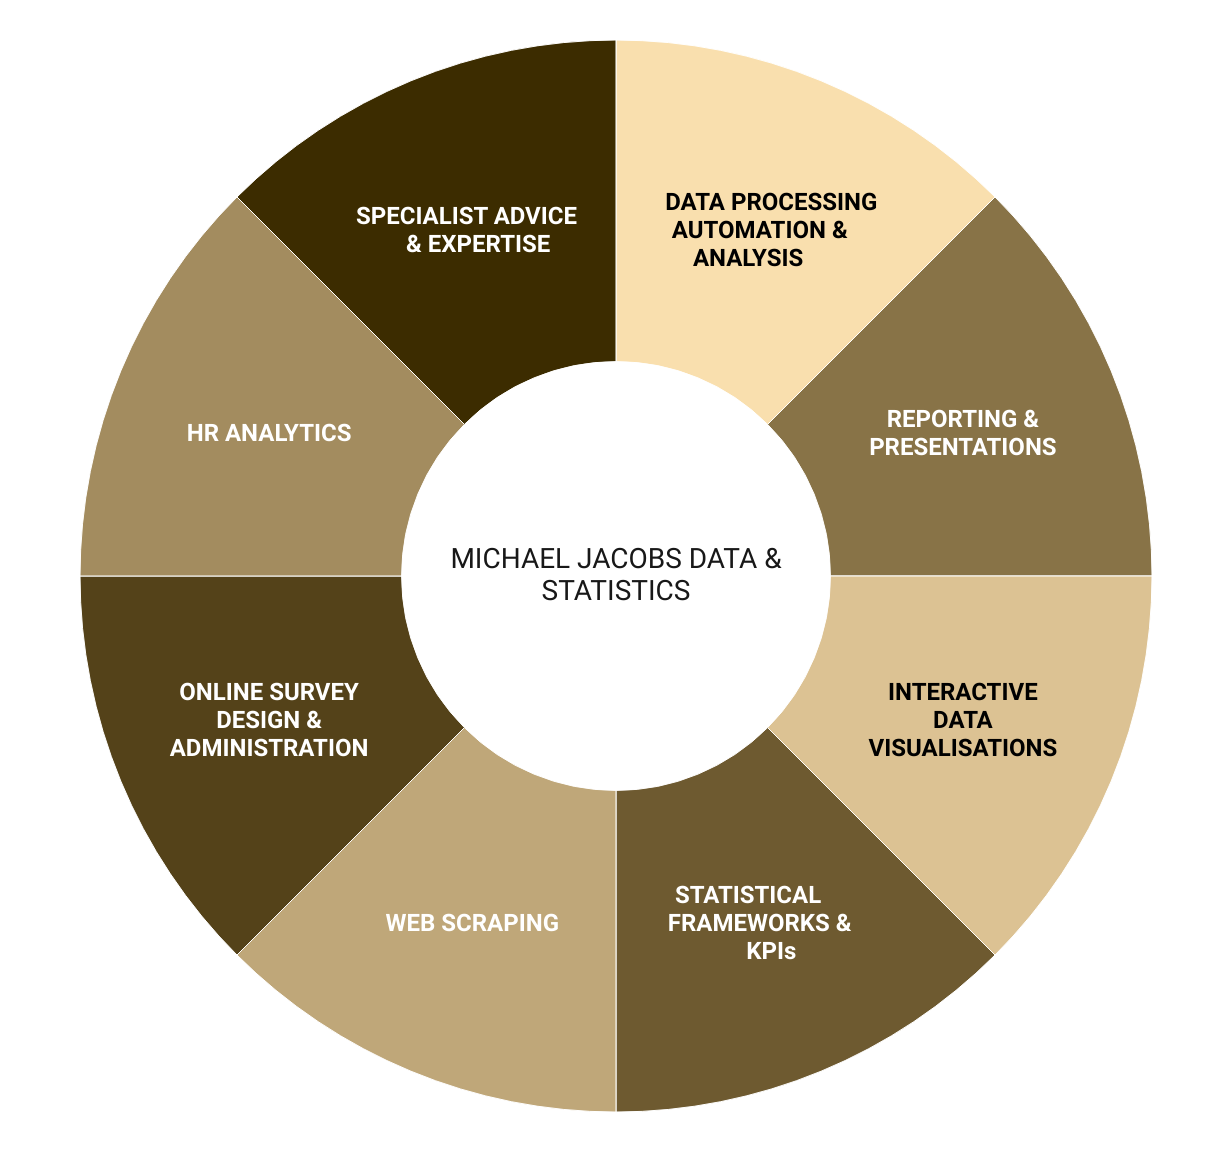 SPECIALIST ADVICE
& EXPERTISE
DATA PROCESSING
AUTOMATION &
ANALYSIS
REPORTING &
PRESENTATIONS
INTERACTIVE
DATA
VISUALISATIONS
STATISTICAL
FRAMEWORKS &
KPIs
WEB SCRAPING
ONLINE SURVEY
DESIGN &
ADMINISTRATION
HR ANALYTICS
MICHAEL JACOBS DATA &
STATISTICS